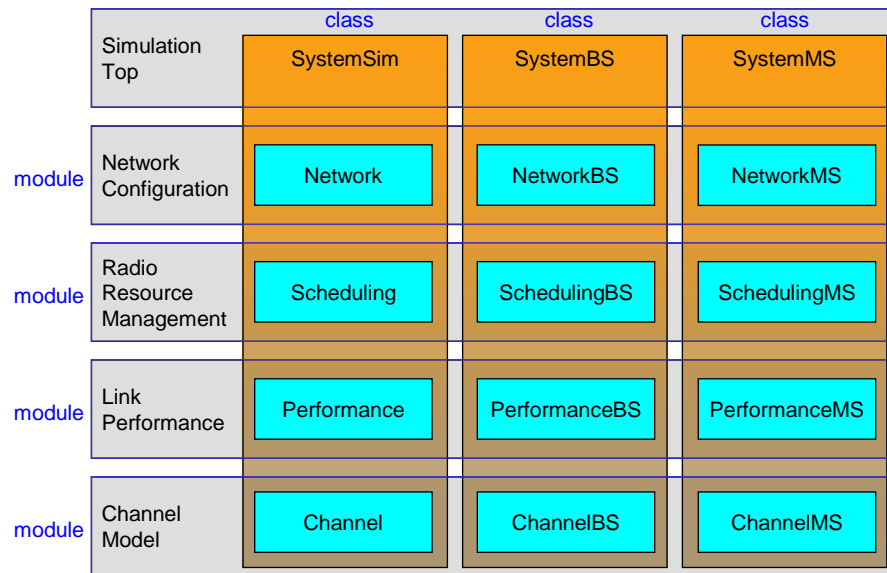 class
class
class
Simulation
Top
SystemSim
SystemBS
SystemMS
module
Network
Configuration
Network
NetworkBS
NetworkMS
module
Radio
Resource
Management
Scheduling
SchedulingBS
SchedulingMS
module
Link
Performance
Performance
PerformanceBS
PerformanceMS
module
Channel
Model
Channel
ChannelBS
ChannelMS